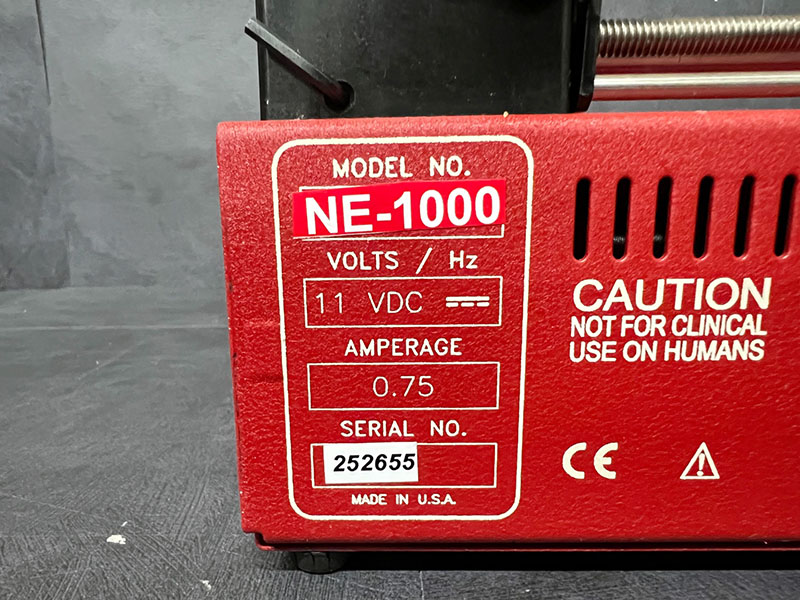 MODEL NO.
NE-1000
VOLTS / Hz
11 VDC
AMPERAGE
0.75
SERIAL NO.
252655
MADE IN U.S.A.
CAUTION
NOT FOR CLINICAL
USE ON HUMANS
CE